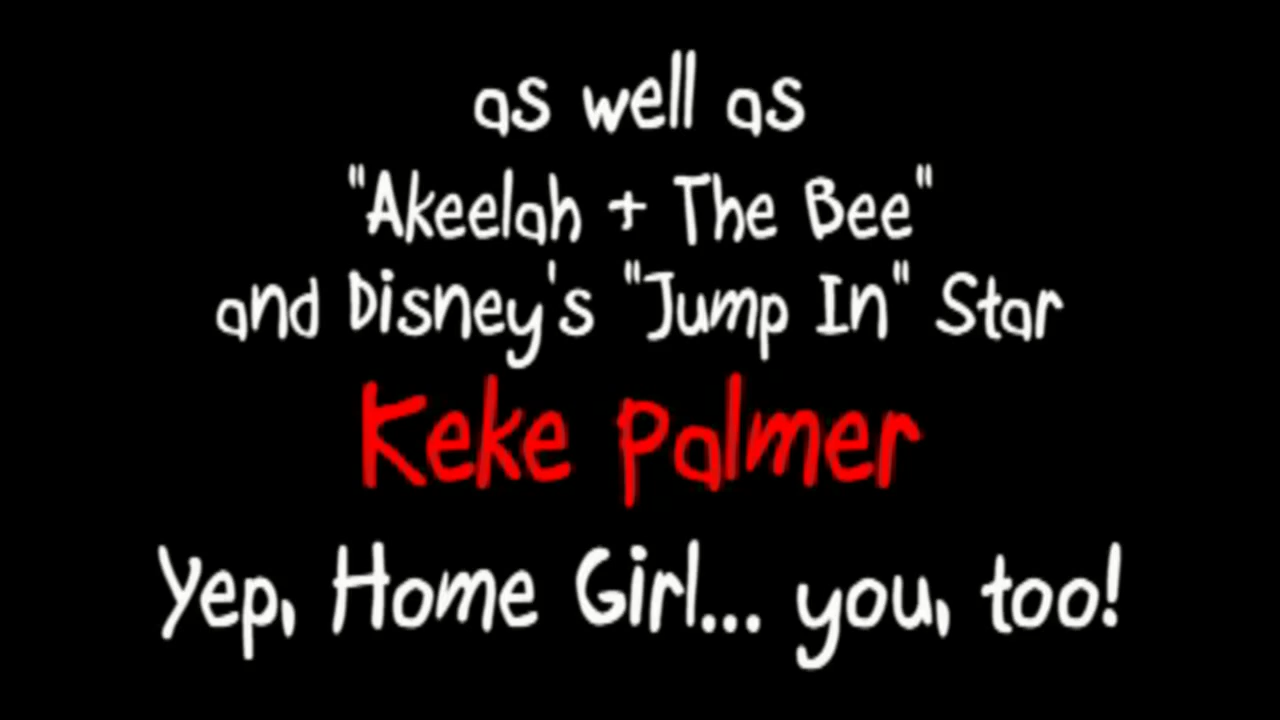 as well as
"Akeelah + The Bee"
and Disney's "Jump In" Star
Keke Palmer
Yep, Home Girl... you, too!